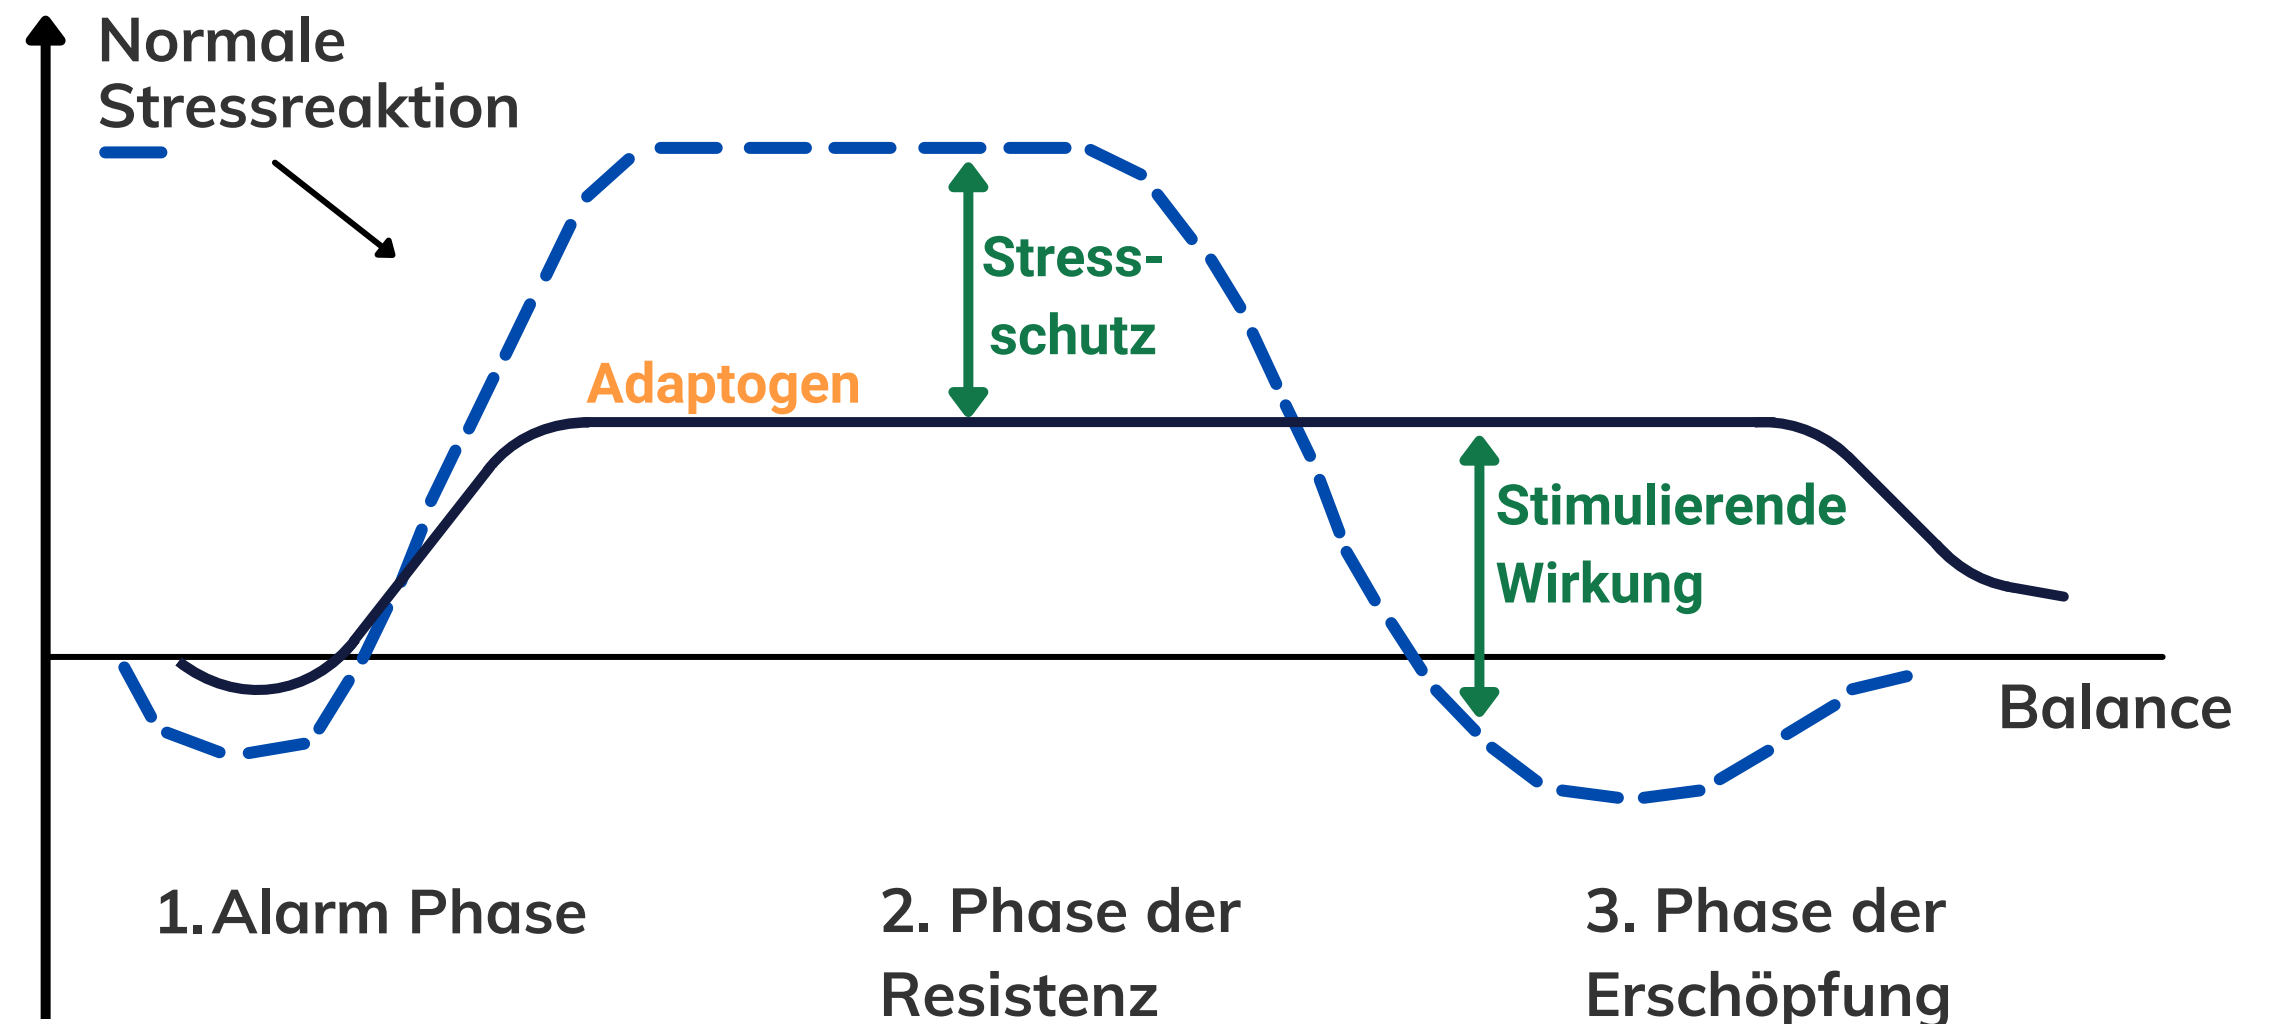 Normale
Stressreaktion
Stress-
schutz
Adaptogen
Stimulierende
Wirkung
Balance
1. Alarm Phase
2. Phase der
Resistenz
3. Phase der
Erschöpfung